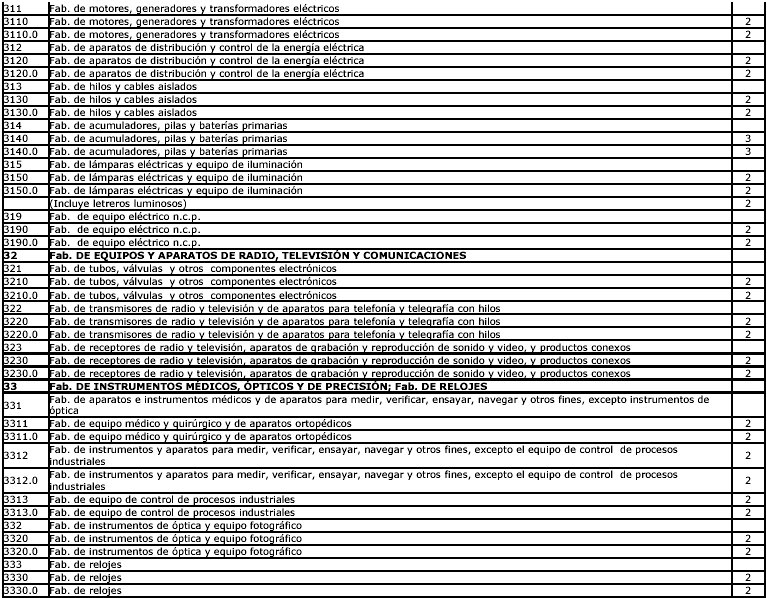 311 Fab. de motores, generadores y transformadores eléctricos
3110 Fab. de motores, generadores y transformadores eléctricos 2
3110.0 Fab. de motores, generadores y transformadores eléctricos 2
312 Fab. de aparatos de distribución y control de la energía eléctrica
3120 Fab. de aparatos de distribución y control de la energía eléctrica 2
3120.0 Fab. de aparatos de distribución y control de la energía eléctrica 2
313 Fab. de hilos y cables aislados
3130 Fab. de hilos y cables aislados 2
3130.0 Fab. de hilos y cables aislados 2
314 Fab. de acumuladores, pilas y baterías primarias
3140 Fab. de acumuladores, pilas y baterías primarias 3
3140.0 Fab. de acumuladores, pilas y baterías primarias 3
315 Fab. de lámparas eléctricas y equipo de iluminación
3150 Fab. de lámparas eléctricas y equipo de iluminación 2
3150.0 Fab. de lámparas eléctricas y equipo de iluminación 2
(Incluye letreros luminosos) 2
319 Fab. de equipo eléctrico n.c.p.
3190 Fab. de equipo eléctrico n.c.p. 2
3190.0 Fab. de equipo eléctrico n.c.p. 2
32 Fab. DE EQUIPOS Y APARATOS DE RADIO, TELEVISIÓN Y COMUNICACIONES
321 Fab. de tubos, válvulas y otros componentes electrónicos
3210 Fab. de tubos, válvulas y otros componentes electrónicos 2
3210.0 Fab. de tubos, válvulas y otros componentes electrónicos 2
322 Fab. de transmisores de radio y televisión y de aparatos para telefonía y telegrafía con hilos
3220 Fab. de transmisores de radio y televisión y de aparatos para telefonía y telegrafía con hilos 2
3220.0 Fab. de transmisores de radio y televisión y de aparatos para telefonía y telegrafía con hilos 2
323 Fab. de receptores de radio y televisión, aparatos de grabación y reproducción de sonido y video, y productos conexos
3230 Fab. de receptores de radio y televisión, aparatos de grabación y reproducción de sonido y video, y productos conexos 2
3230.0 Fab. de receptores de radio y televisión, aparatos de grabación y reproducción de sonido y video, y productos conexos 2
33 Fab. DE INSTRUMENTOS MÉDICOS, ÓPTICOS Y DE PRECISIÓN; Fab. DE RELOJES
331 Fab. de aparatos e instrumentos médicos y de aparatos para medir, verificar, ensayar, navegar y otros fines, excepto instrumentos de
óptica
3311 Fab. de equipo médico y quirúrgico y de aparatos ortopédicos 2
3311.0 Fab. de equipo médico y quirúrgico y de aparatos ortopédicos 2
3312 Fab. de instrumentos y aparatos para medir, verificar, ensayar, navegar y otros fines, excepto el equipo de control de procesos
industriales 2
3312.0 Fab. de instrumentos y aparatos para medir, verificar, ensayar, navegar y otros fines, excepto el equipo de control de procesos
industriales 2
3313 Fab. de equipo de control de procesos industriales 2
3313.0 Fab. de equipo de control de procesos industriales 2
332 Fab. de instrumentos de óptica y equipo fotográfico
3320 Fab. de instrumentos de óptica y equipo fotográfico 2
3320.0 Fab. de instrumentos de óptica y equipo fotográfico 2
333 Fab. de relojes
3330 Fab. de relojes 2
3330.0 Fab. de relojes 2